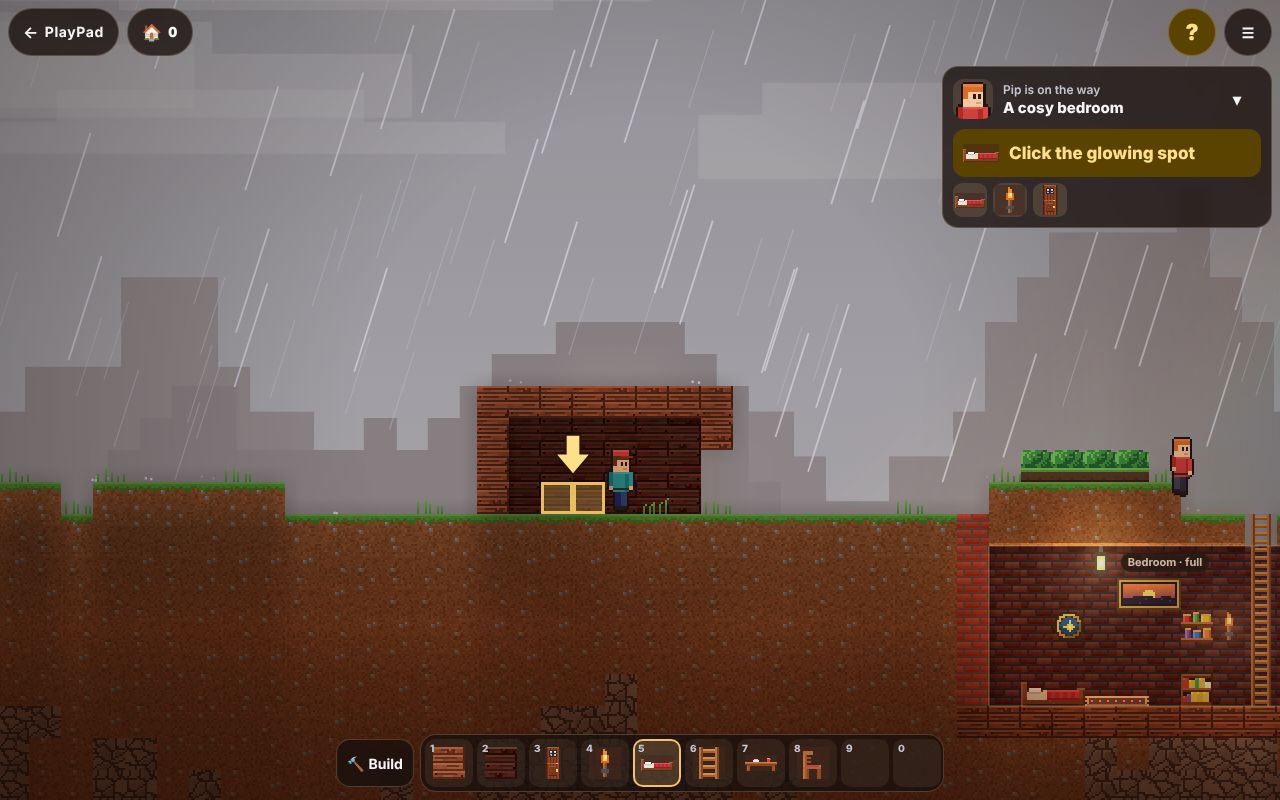 ← PlayPad
0
?
Pip is on the way
A cosy bedroom
Click the glowing spot
Bedroom · full
Build
1 2 3 4 5 6 7 8 9 0